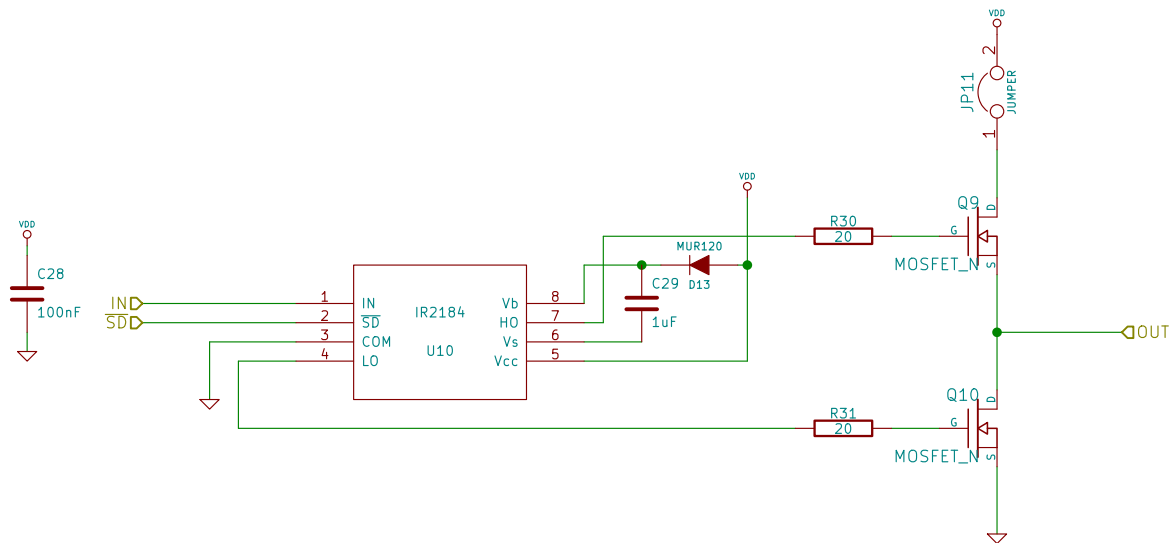 VDD
2
JP11
JUMPER
1
VDD
Q9
D
G
S
MOSFET_N
R30
20
MUR120
D13
C29
1uF
VDD
C28
100nF
IN
SD
1
2
3
4
IN
SD
COM
LO
IR2184
U10
Vb
HO
Vs
Vcc
8
7
6
5
OUT
Q10
D
G
S
MOSFET_N
R31
20